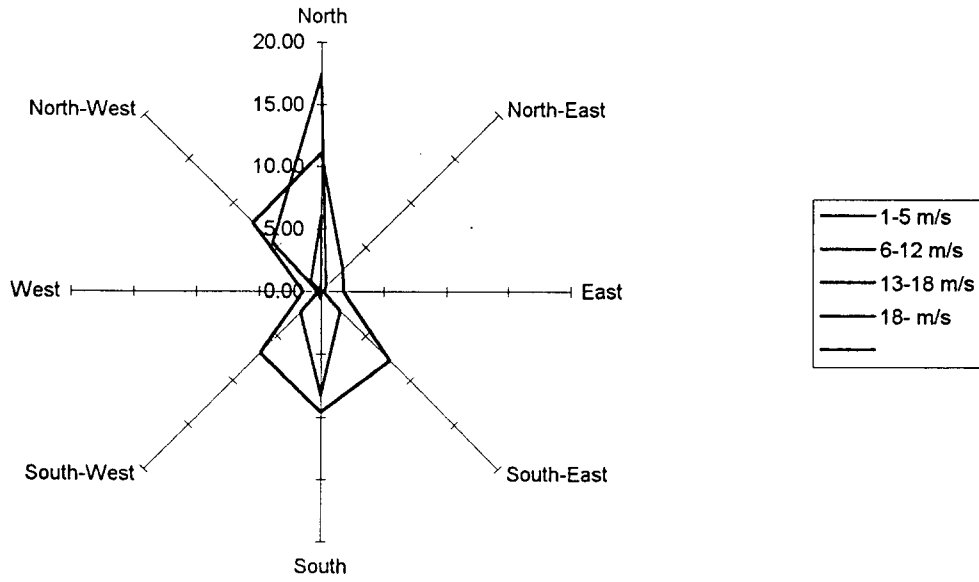 North
20.00
North-West
15.00
North-East
10.00
5.00
1-5 m/s
6-12 m/s
West
0.00
East
13-18 m/s
18- m/s
South-West
South-East
South